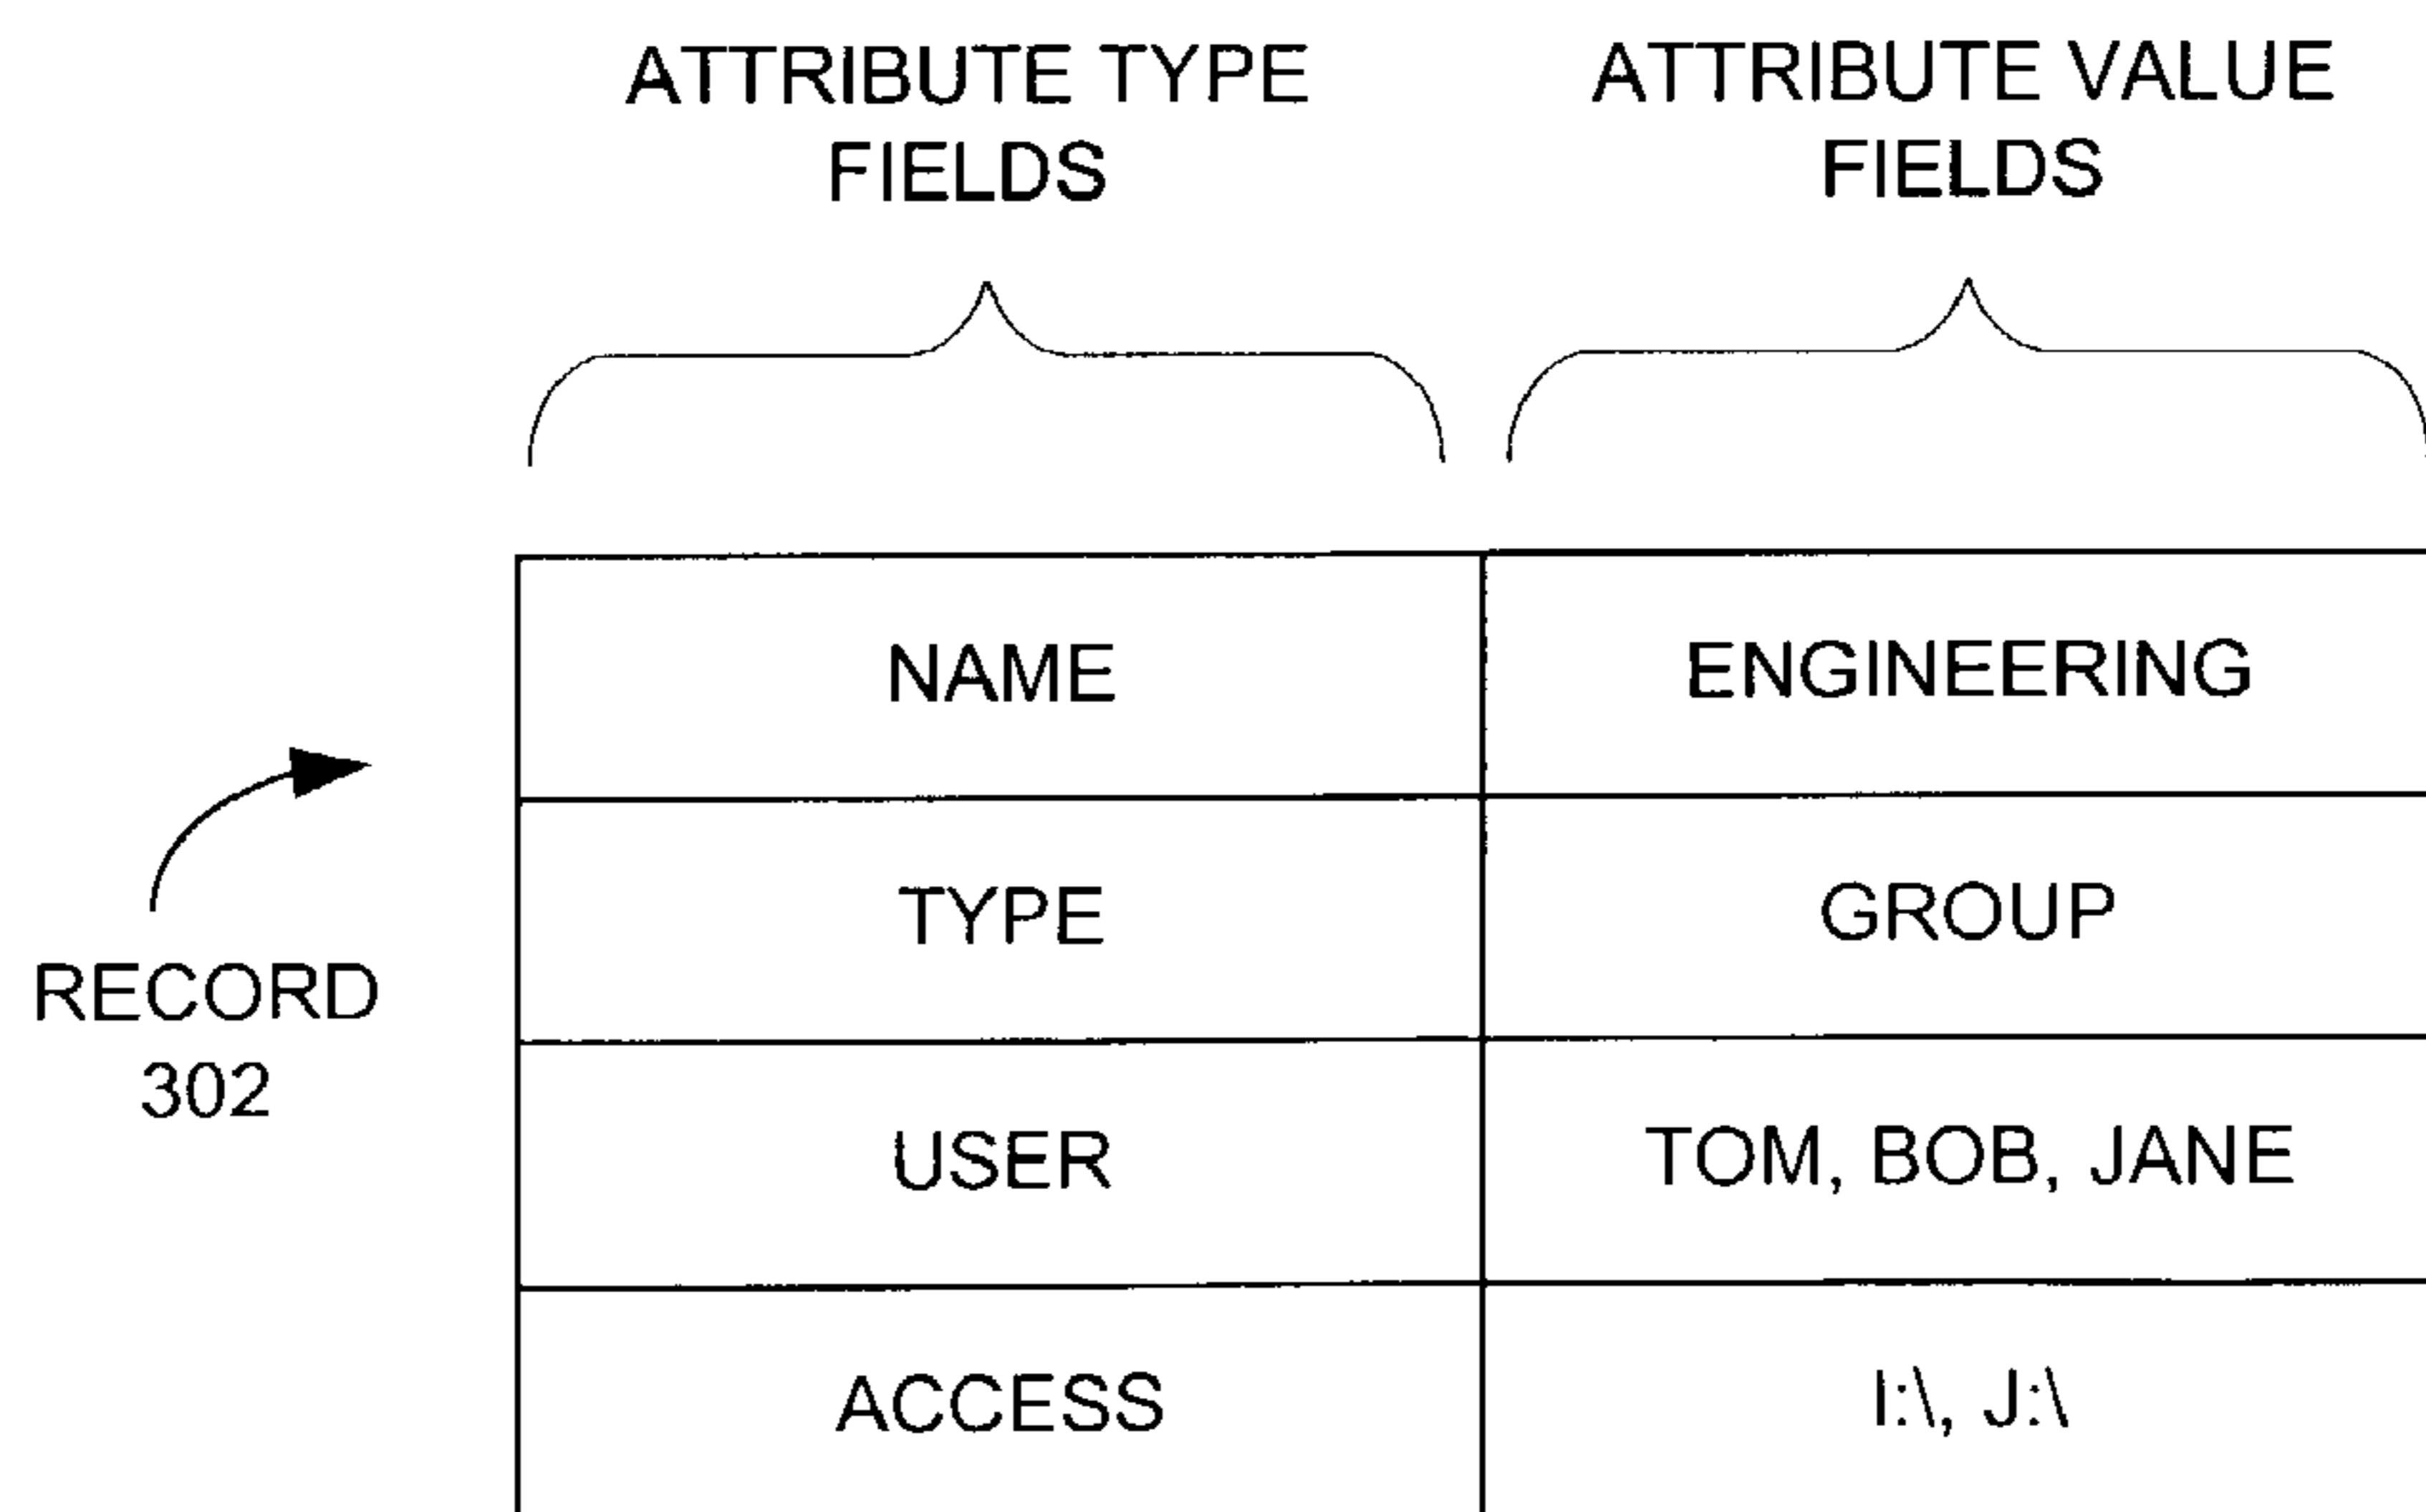 ATTRIBUTE TYPE
FIELDS
ATTRIBUTE VALUE
FIELDS
NAME
ENGINEERING
TYPE
GROUP
RECORD
302
USER
TOM, BOB, JANE
ACCESS
I:\, J:\